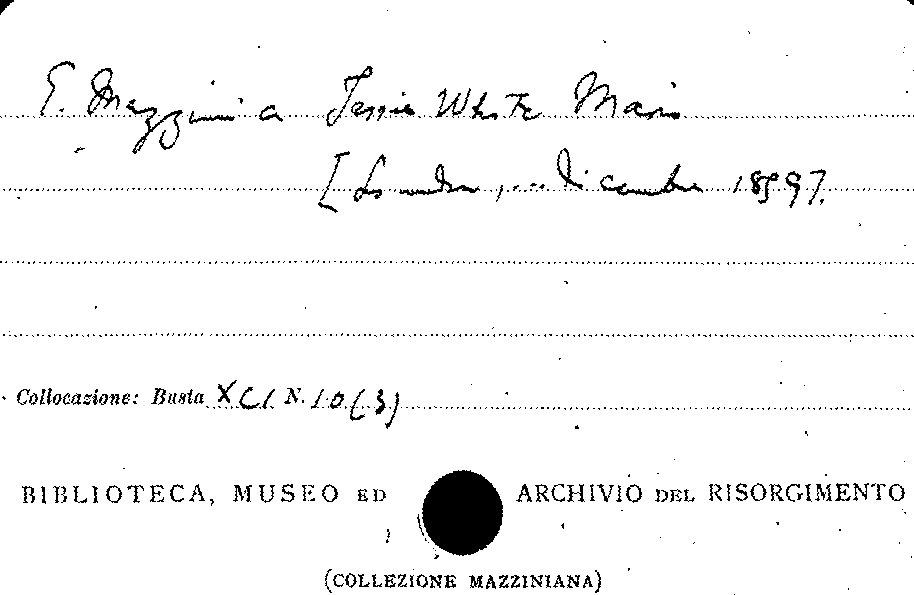 G. Mazzini a Jessie White Mario
[Londra, ... dicembre 1859].
Collocazione: Busta XCI N. 10(3)
BIBLIOTECA, MUSEO ED ARCHIVIO DEL RISORGIMENTO
(COLLEZIONE MAZZINIANA)